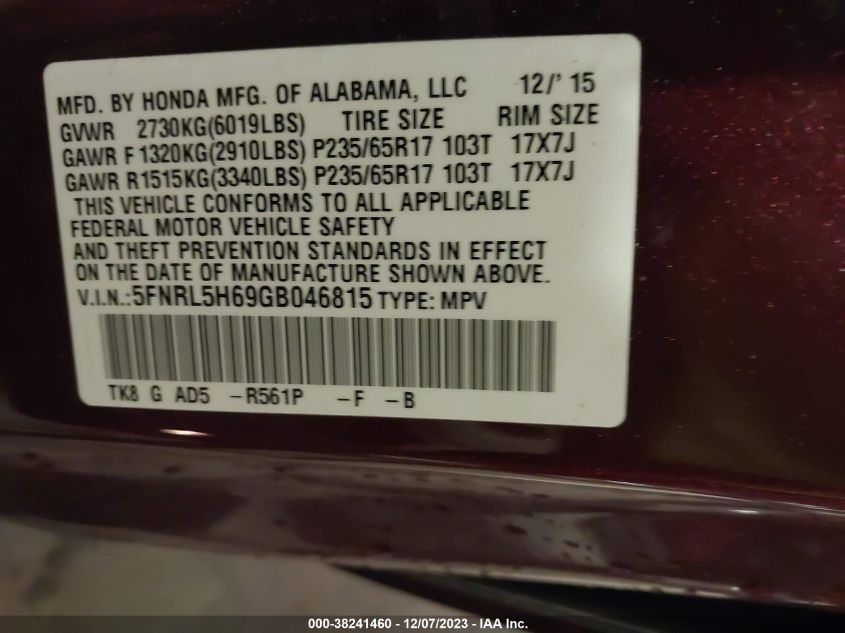 MFD. BY HONDA MFG. OF ALABAMA, LLC 12/' 15
GVWR 2730KG(6019LBS) TIRE SIZE RIM SIZE
GAWR F 1320KG(2910LBS) P235/65R17 103T 17X7J
GAWR R1515KG(3340LBS) P235/65R17 103T 17X7J
THIS VEHICLE CONFORMS TO ALL APPLICABLE
FEDERAL MOTOR VEHICLE SAFETY
AND THEFT PREVENTION STANDARDS IN EFFECT
ON THE DATE OF MANUFACTURE SHOWN ABOVE.
V.I.N.:5FNRL5H69GB046815 TYPE: MPV
TK8 G AD5 -R561P -F -B
000-38241460 - 12/07/2023 - IAA Inc.